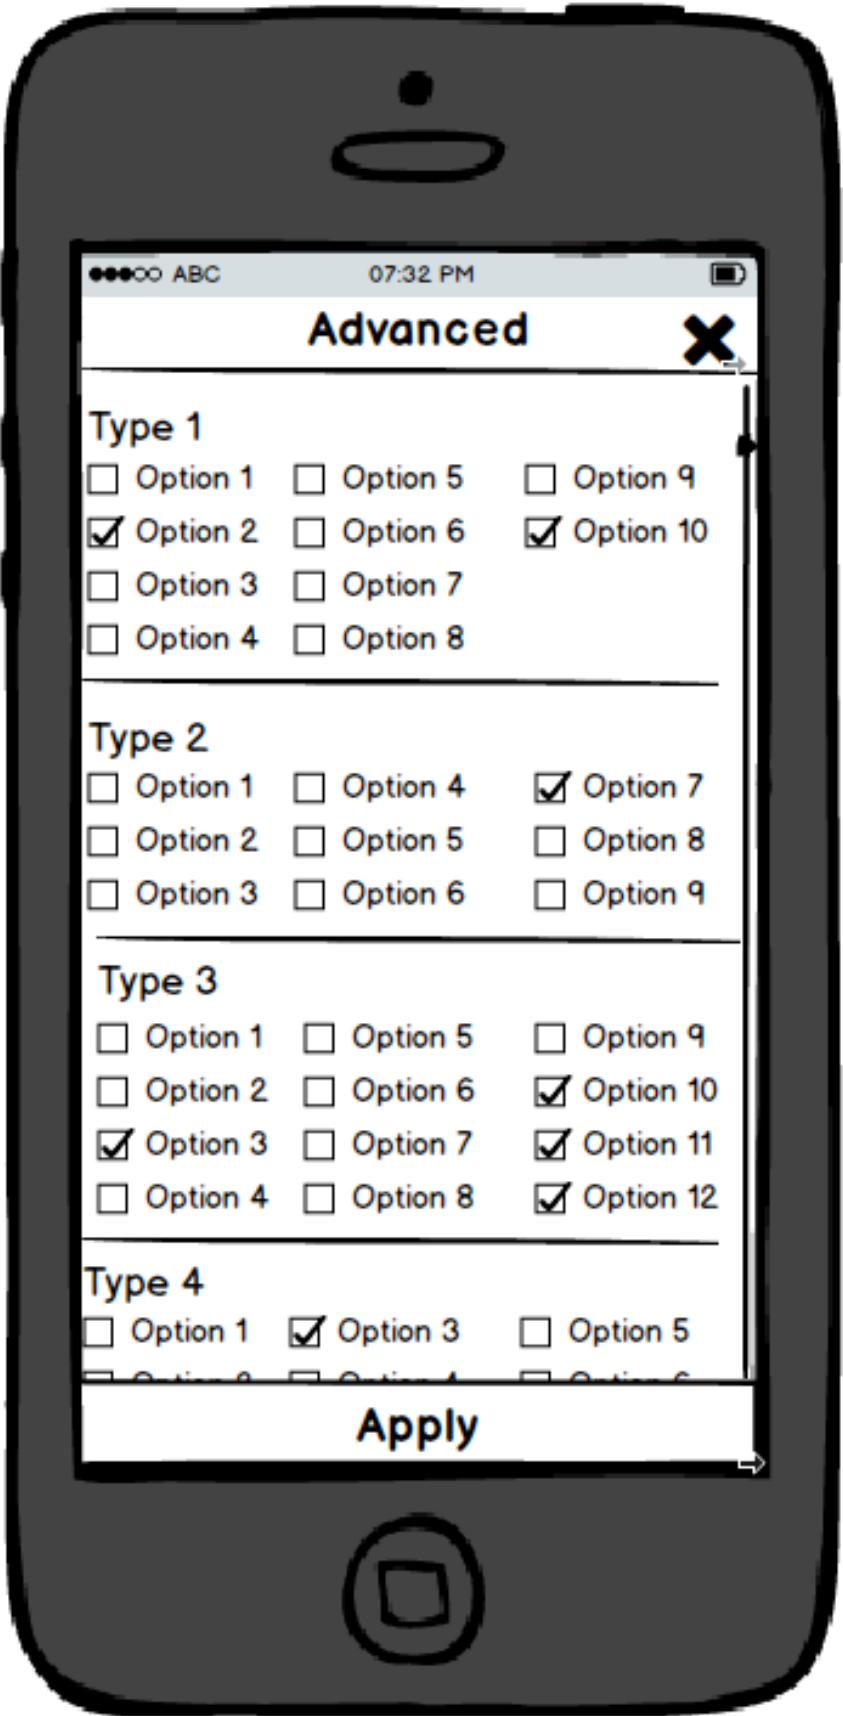 ABC 07:32 PM
Advanced
Type 1
Option 1 Option 5 Option 9
Option 2 Option 6 Option 10
Option 3 Option 7
Option 4 Option 8
Type 2
Option 1 Option 4 Option 7
Option 2 Option 5 Option 8
Option 3 Option 6 Option 9
Type 3
Option 1 Option 5 Option 9
Option 2 Option 6 Option 10
Option 3 Option 7 Option 11
Option 4 Option 8 Option 12
Type 4
Option 1 Option 3 Option 5
Option Option 4 Option
Apply